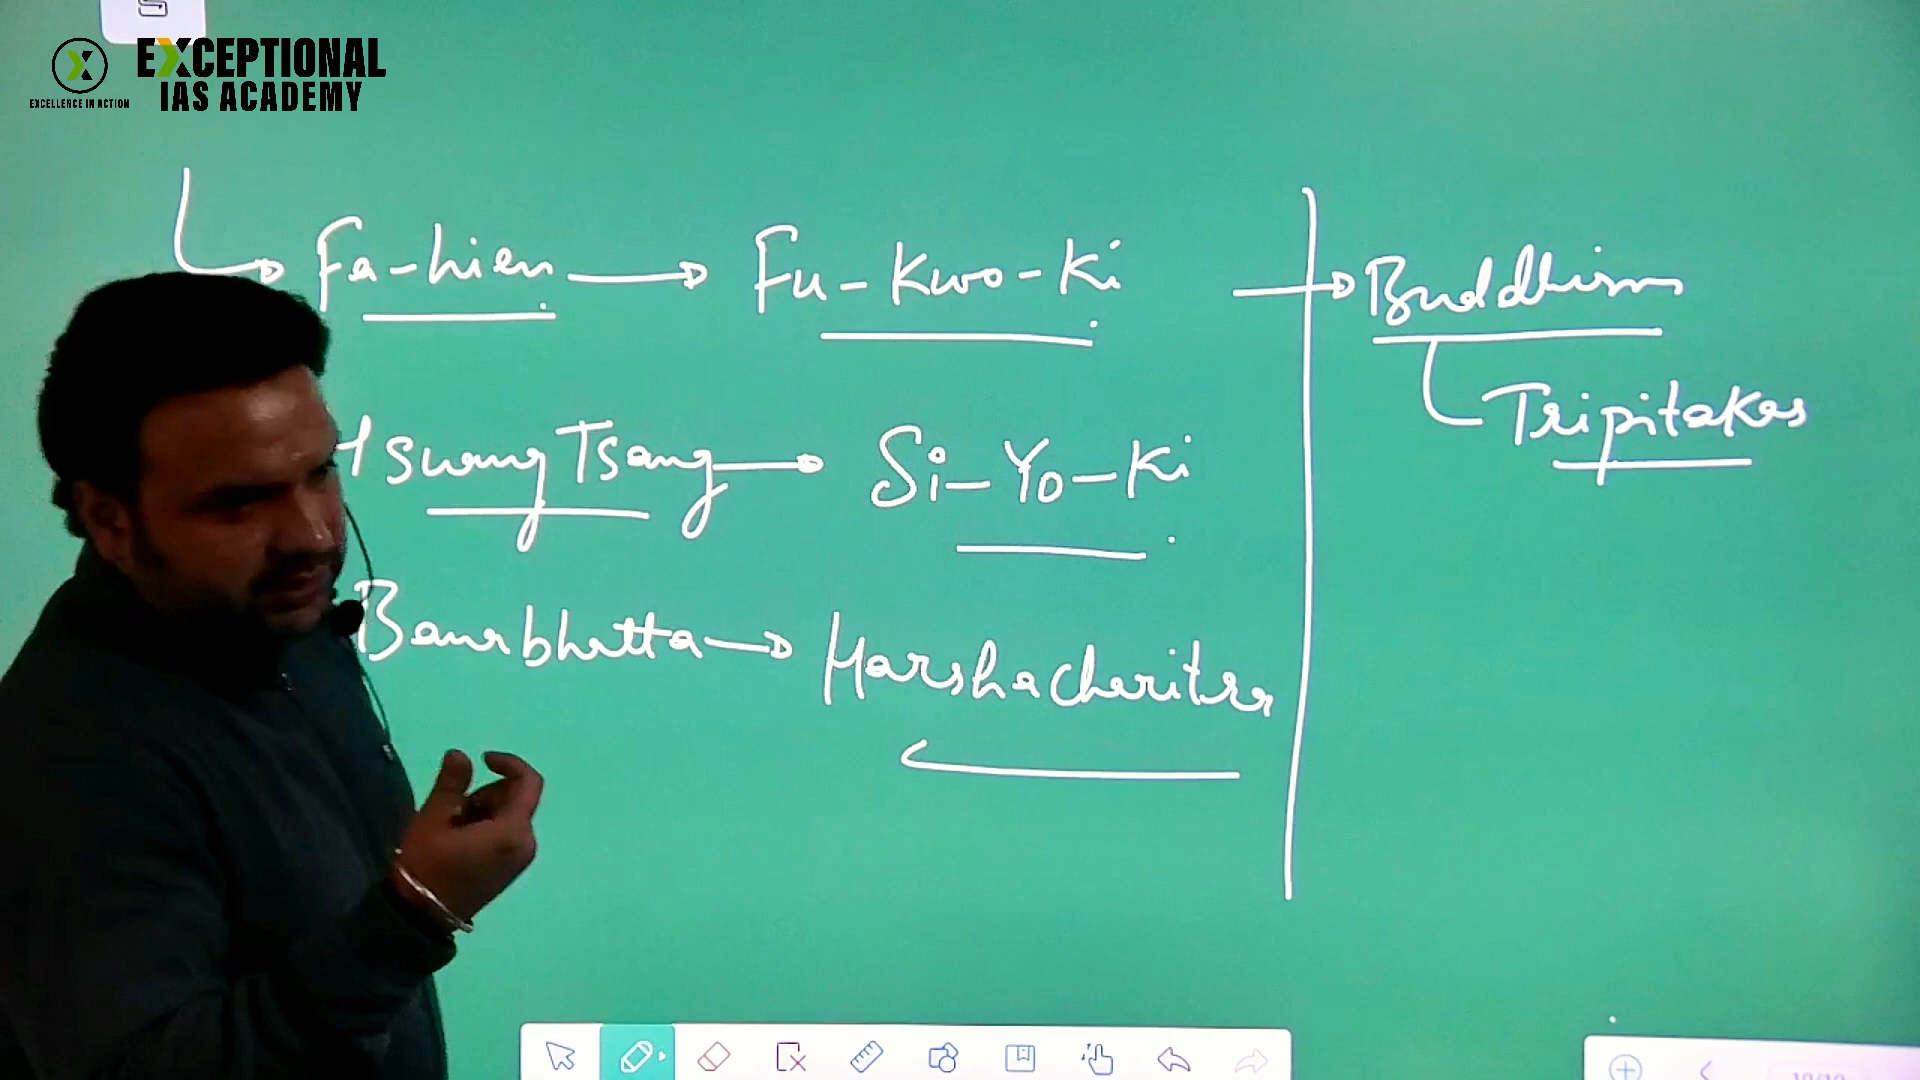 EXCEPTIONAL
IAS ACADEMY
EXCELLENCE IN ACTION
Fa-hien → Fu-Kwo-Ki → Buddhism
Tripitakas
Tsang → Si-Yo-Ki
Banabhatta → Harshacharitra